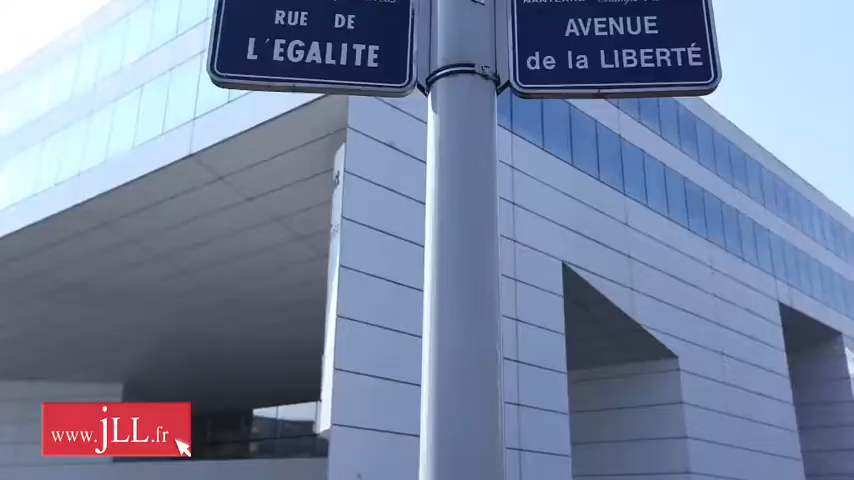 RUE DE
L'EGALITE
AVENUE
de la LIBERTÉ
www.jLL.fr